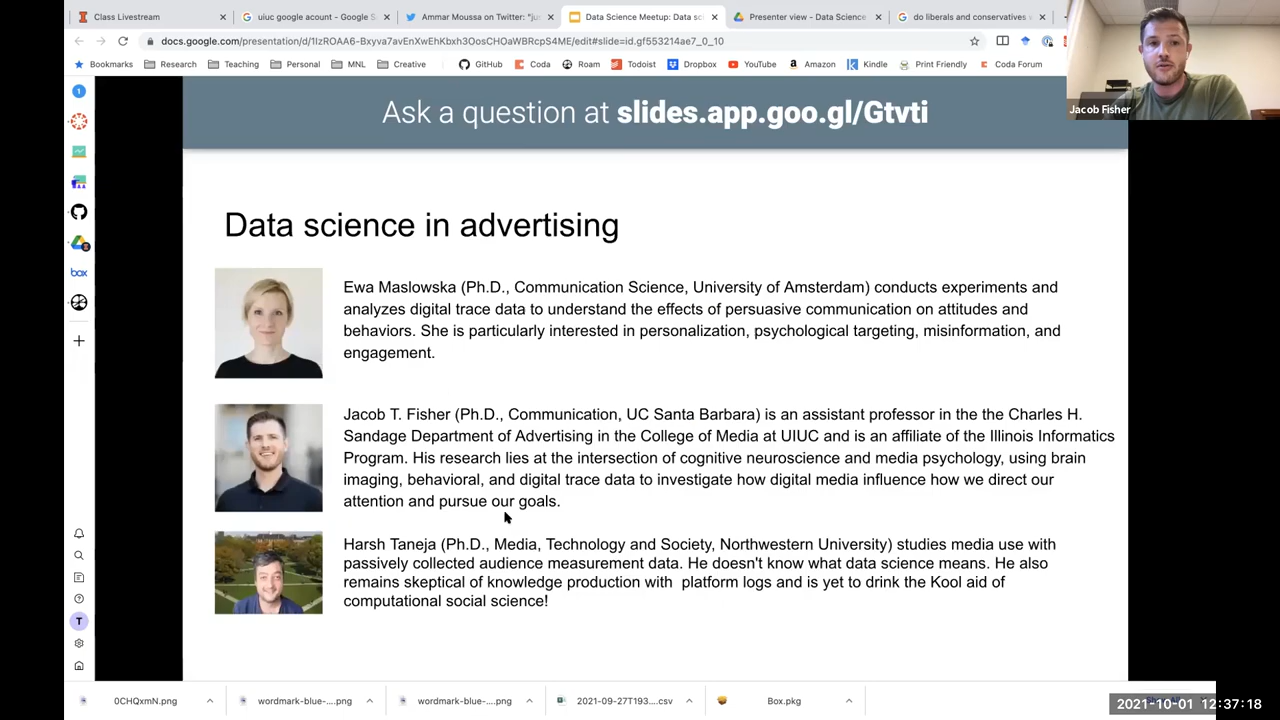 Class Livestream
uiuc google acount - Google S
Ammar Moussa on Twitter: "jus
Data Science Meetup: Data sci
Presenter view - Data Science
do liberals and conservatives
docs.google.com/presentation/d/1IzROAA6-Bxyva7avEnXwEhKbxh3OosCHOaWBRcpS4ME/edit#slide=id.gf553214ae7_0_10
Bookmarks Research Teaching Personal MNL Creative GitHub Coda Roam Todoist Dropbox YouTube Amazon Kindle Print Friendly Coda Forum
Jacob Fisher
1
Ask a question at slides.app.goo.gl/Gtvti
Data science in advertising
Ewa Maslowska (Ph.D., Communication Science, University of Amsterdam) conducts experiments and
analyzes digital trace data to understand the effects of persuasive communication on attitudes and
behaviors. She is particularly interested in personalization, psychological targeting, misinformation, and
engagement.
Jacob T. Fisher (Ph.D., Communication, UC Santa Barbara) is an assistant professor in the the Charles H.
Sandage Department of Advertising in the College of Media at UIUC and is an affiliate of the Illinois Informatics
Program. His research lies at the intersection of cognitive neuroscience and media psychology, using brain
imaging, behavioral, and digital trace data to investigate how digital media influence how we direct our
attention and pursue our goals.
Harsh Taneja (Ph.D., Media, Technology and Society, Northwestern University) studies media use with
passively collected audience measurement data. He doesn't know what data science means. He also
remains skeptical of knowledge production with platform logs and is yet to drink the Kool aid of
computational social science!
box
T
0CHQxmN.png
wordmark-blue-....png
wordmark-blue-....png
2021-09-27T193....csv
Box.pkg
2021-10-01 12:37:18